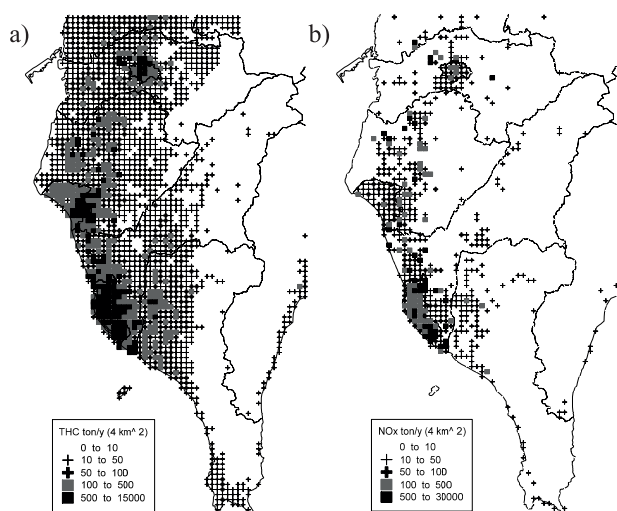 a)
b)
THC ton/y (4 km^ 2)
0 to 10
10 to 50
50 to 100
100 to 500
500 to 15000
NOx ton/y (4 km^ 2)
0 to 10
10 to 50
50 to 100
100 to 500
500 to 30000